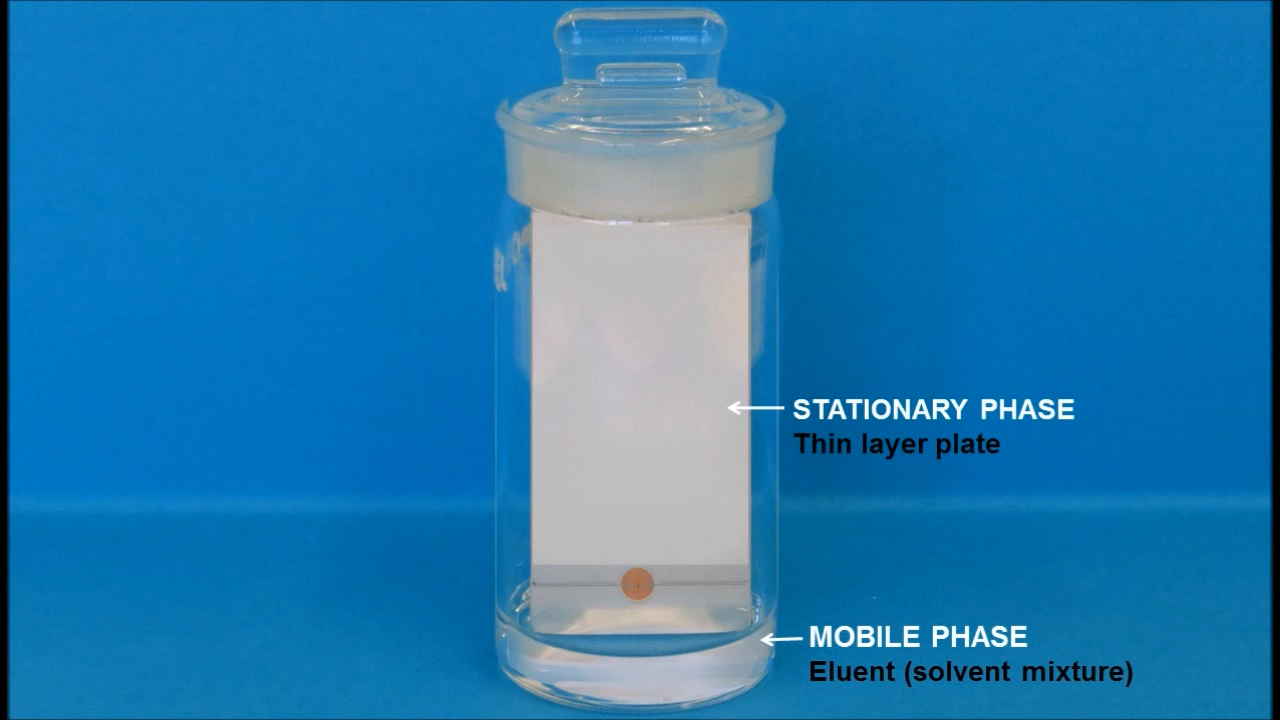 STATIONARY PHASE
Thin layer plate
MOBILE PHASE
Eluent (solvent mixture)